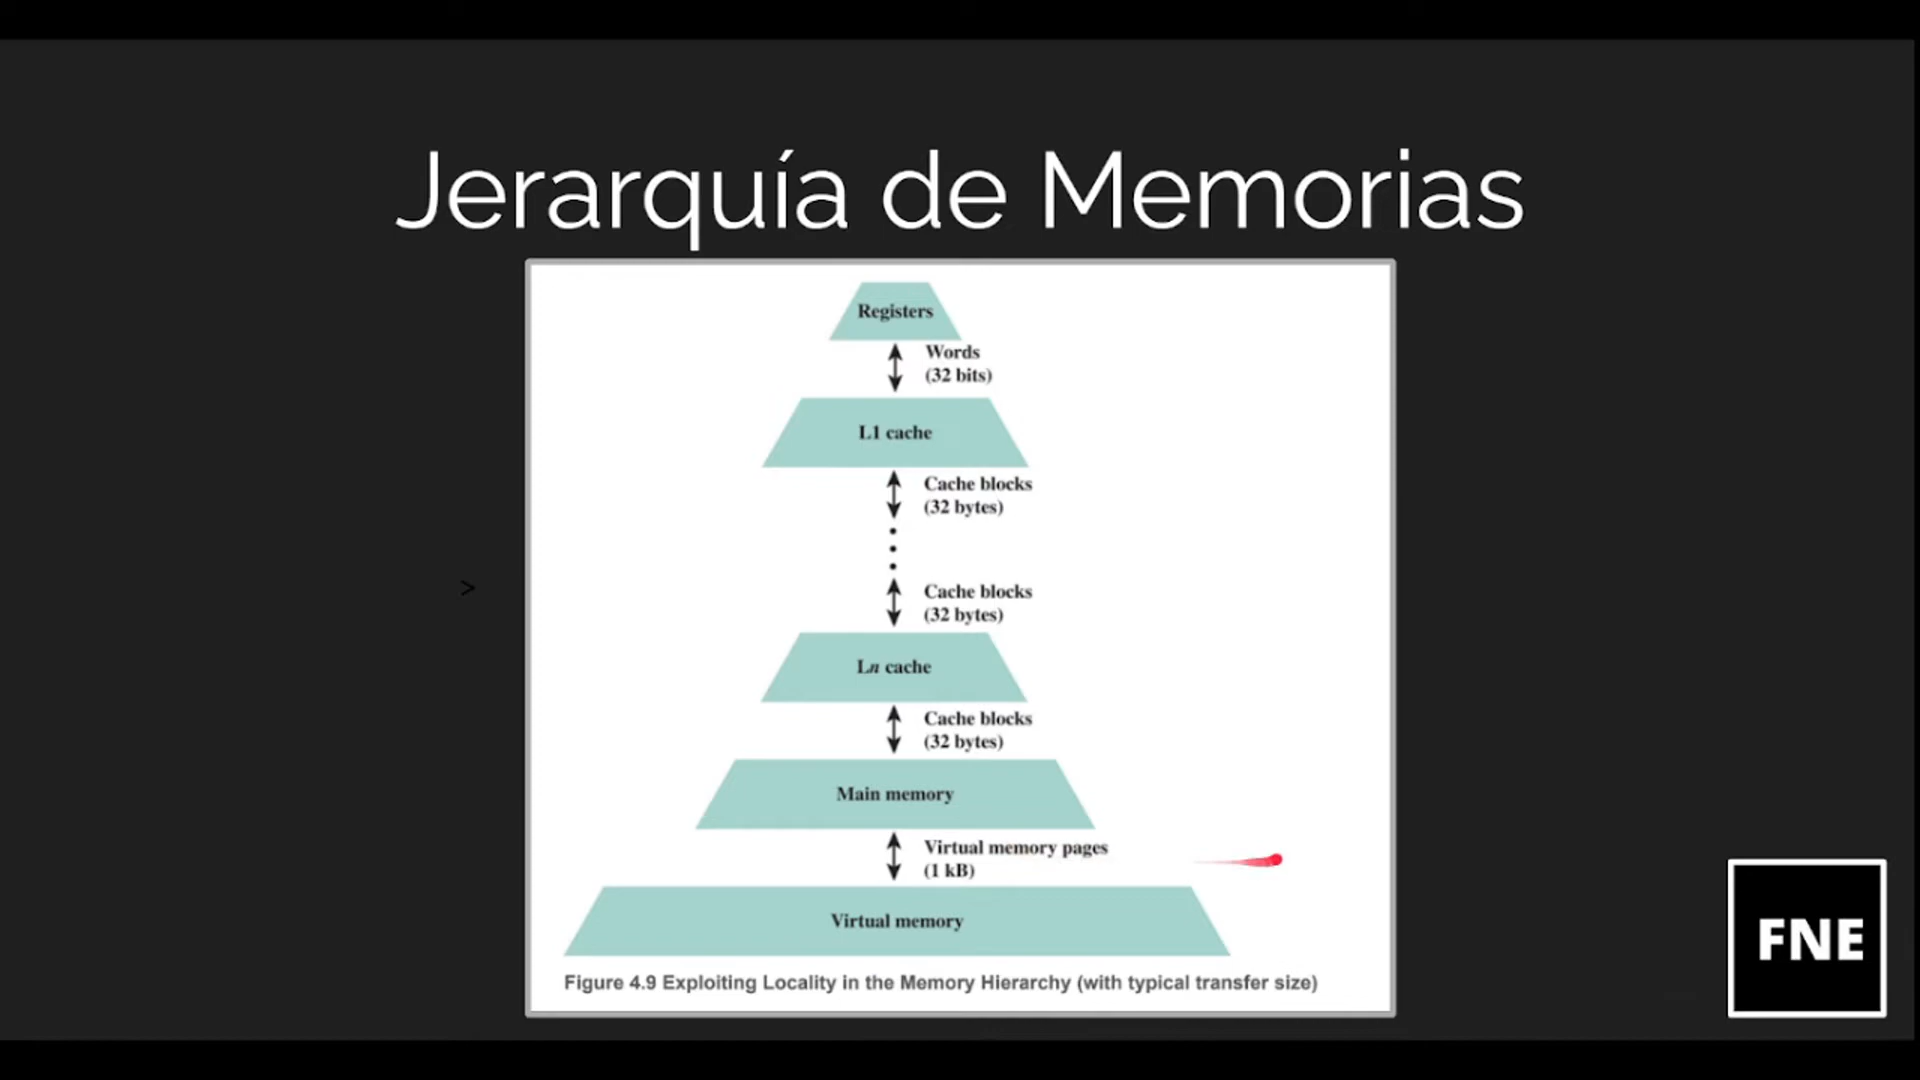 Jerarquía de Memorias
Registers
Words
(32 bits)
L1 cache
Cache blocks
(32 bytes)
Cache blocks
(32 bytes)
>
Ln cache
Cache blocks
(32 bytes)
Main memory
Virtual memory pages
(1 kB)
Virtual memory
Figure 4.9 Exploiting Locality in the Memory Hierarchy (with typical transfer size)
FNE